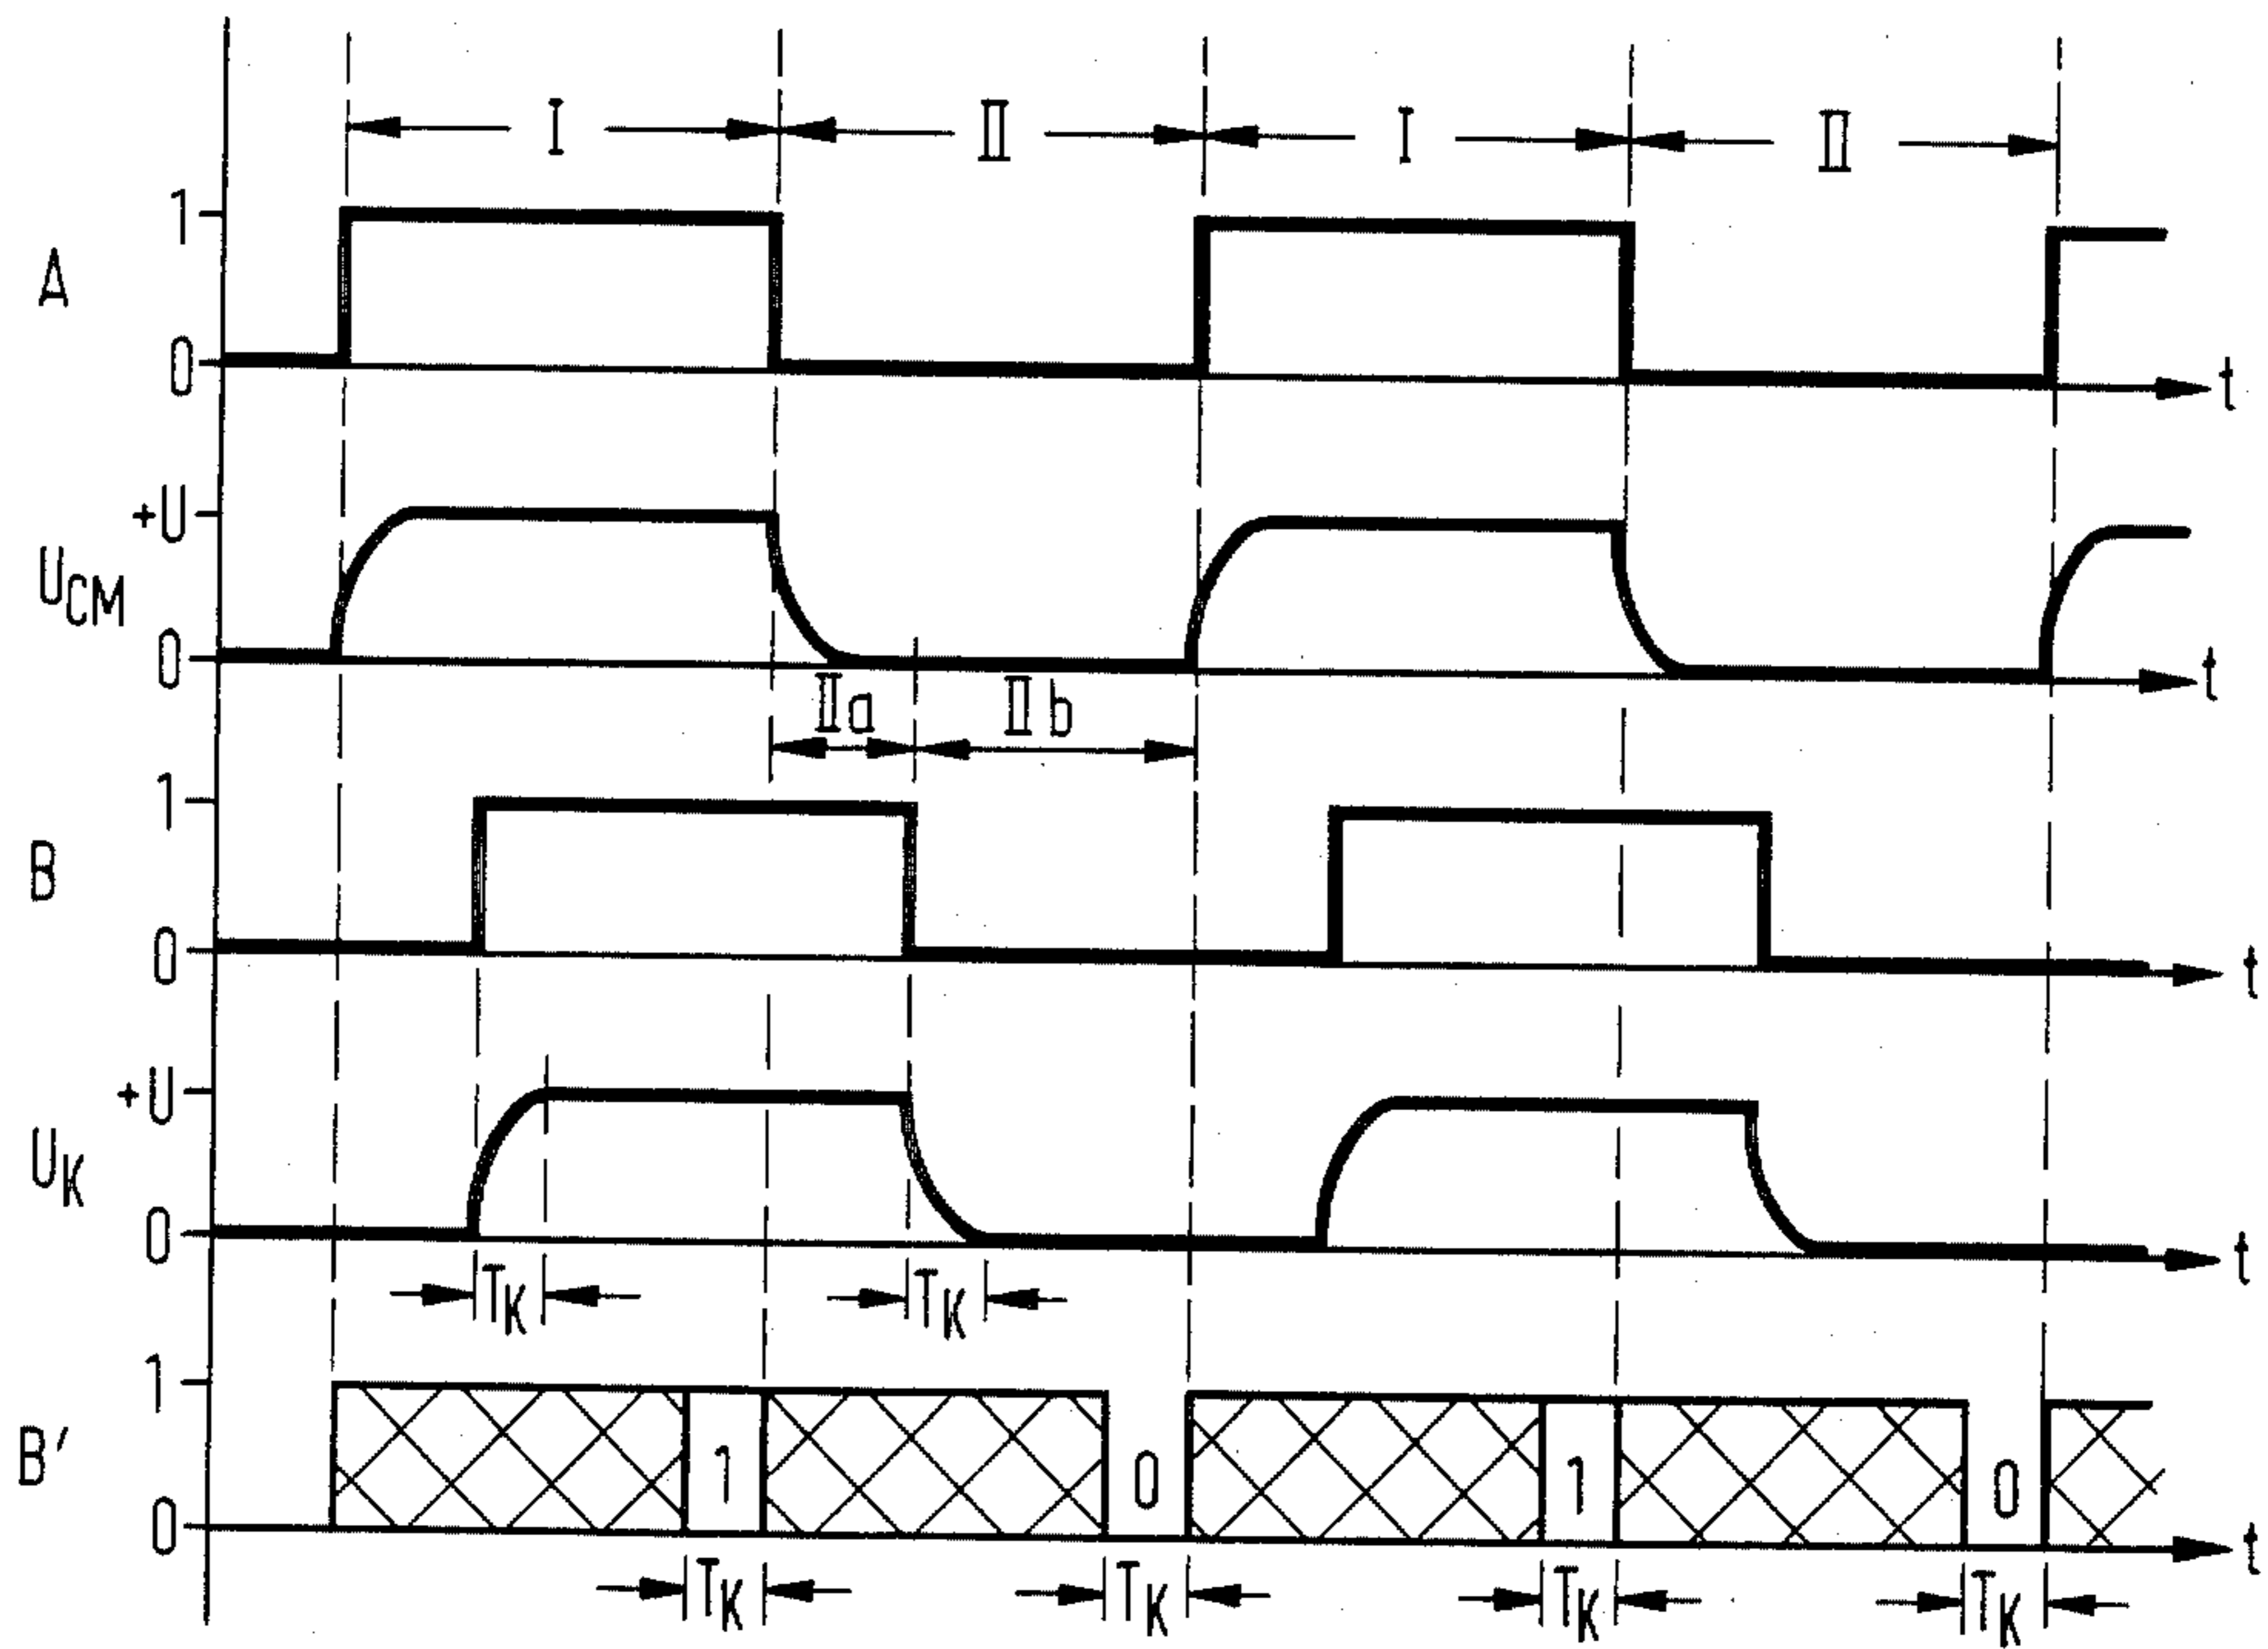 I II I II
1
A
0
t
+U
U_CM
0
t
IIa IIb
1
B
0
t
+U
U_K
0
t
T_K T_K
1
B′ 1 0 1 0
0
t
T_K T_K T_K T_K